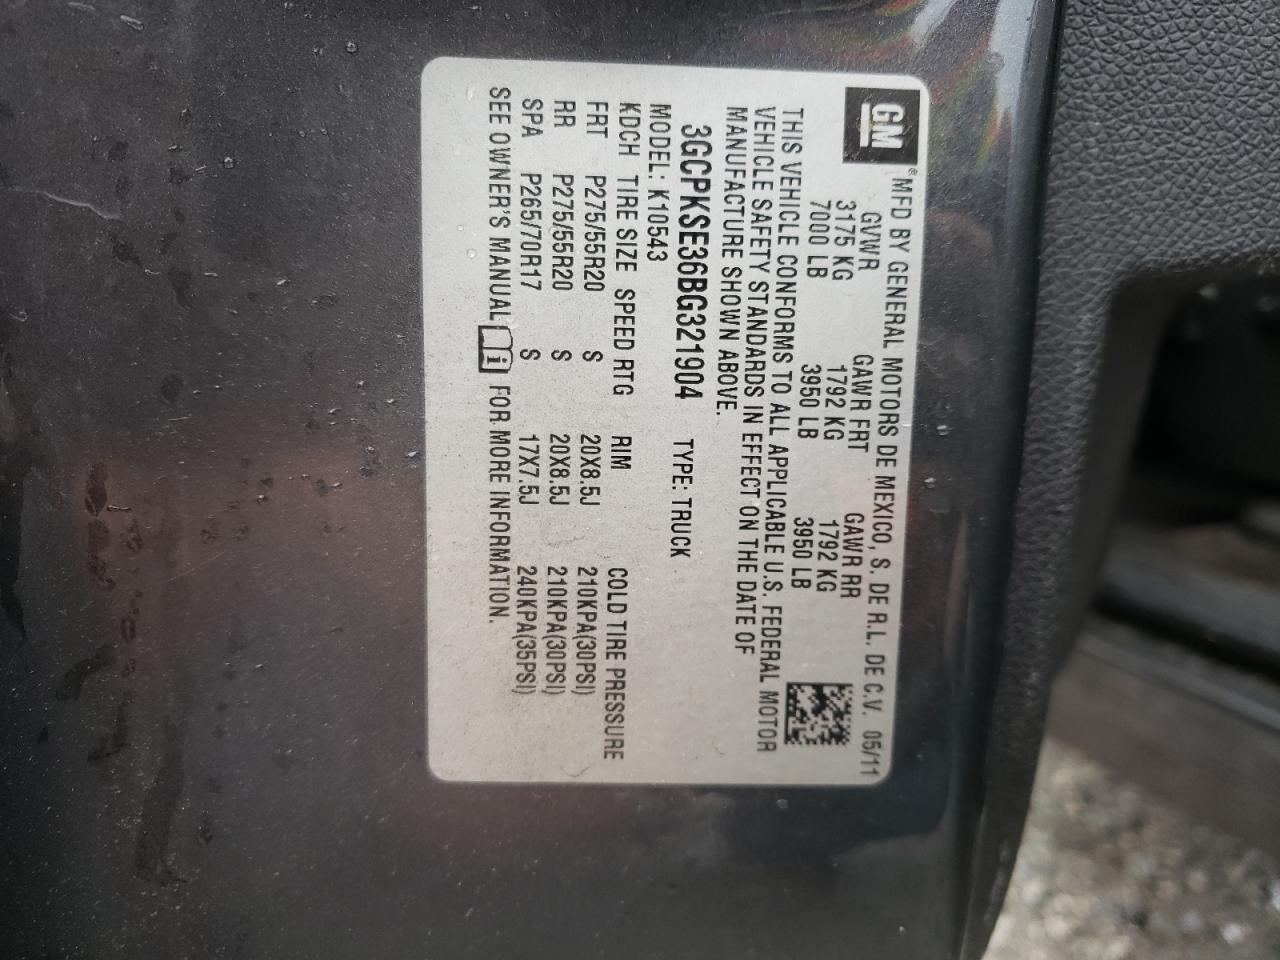 GM
® MFD BY GENERAL MOTORS DE MEXICO, S. DE R.L. DE C.V. 05/11
GVWR GAWR FRT GAWR RR
3175 KG 1792 KG 1792 KG
7000 LB 3950 LB 3950 LB
THIS VEHICLE CONFORMS TO ALL APPLICABLE U.S. FEDERAL MOTOR
VEHICLE SAFETY STANDARDS IN EFFECT ON THE DATE OF
MANUFACTURE SHOWN ABOVE.
3GCPKSE36BG321904 TYPE: TRUCK
MODEL: K10543
KDCH TIRE SIZE SPEED RTG RIM COLD TIRE PRESSURE
FRT P275/55R20 S 20X8.5J 210KPA(30PSI)
RR P275/55R20 S 20X8.5J 210KPA(30PSI)
SPA P265/70R17 S 17X7.5J 240KPA(35PSI)
SEE OWNER'S MANUAL i FOR MORE INFORMATION.